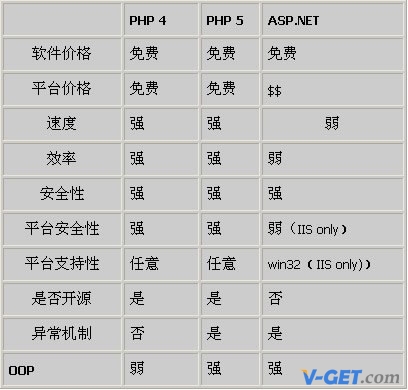 PHP 4 PHP 5 ASP.NET
软件价格 免费 免费 免费
平台价格 免费 免费 $$
速度 强 强 弱
效率 强 强 弱
安全性 强 强 强
平台安全性 强 强 弱（IIS only）
平台支持性 任意 任意 win32（IIS only)）
是否开源 是 是 否
异常机制 否 是 是
OOP 弱 强 强
V-GET.com